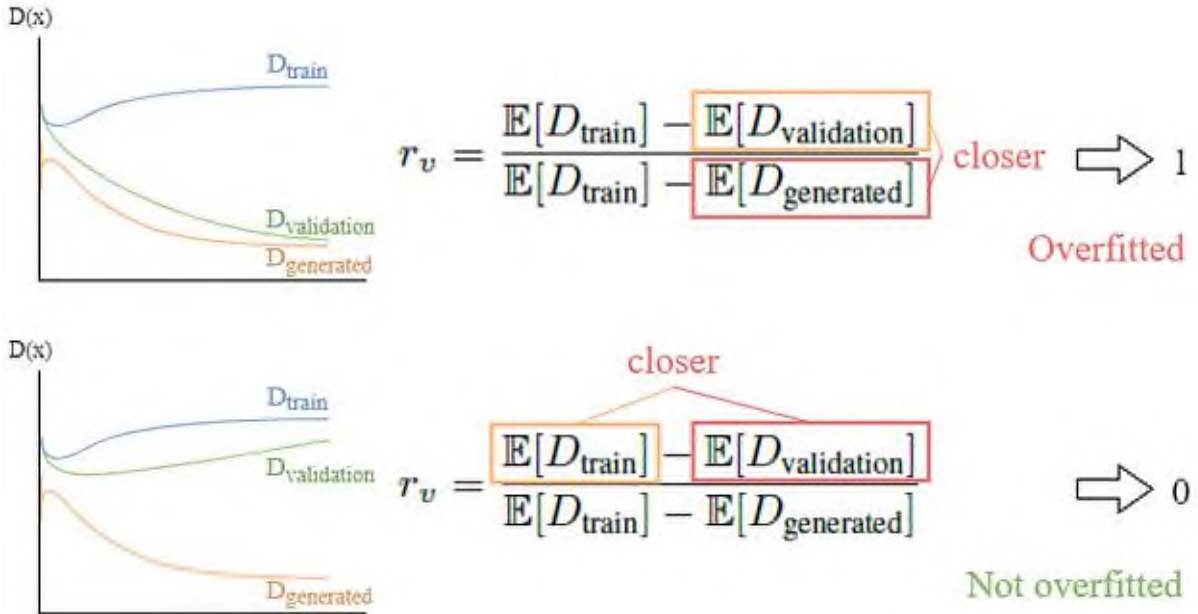 D(x)
D_train
D_validation
D_generated
r_v = (𝔼[D_train] − 𝔼[D_validation]) / (𝔼[D_train] − 𝔼[D_generated])
closer
1
Overfitted
D(x)
closer
D_train
D_validation
r_v = (𝔼[D_train] − 𝔼[D_validation]) / (𝔼[D_train] − 𝔼[D_generated])
0
D_generated
Not overfitted